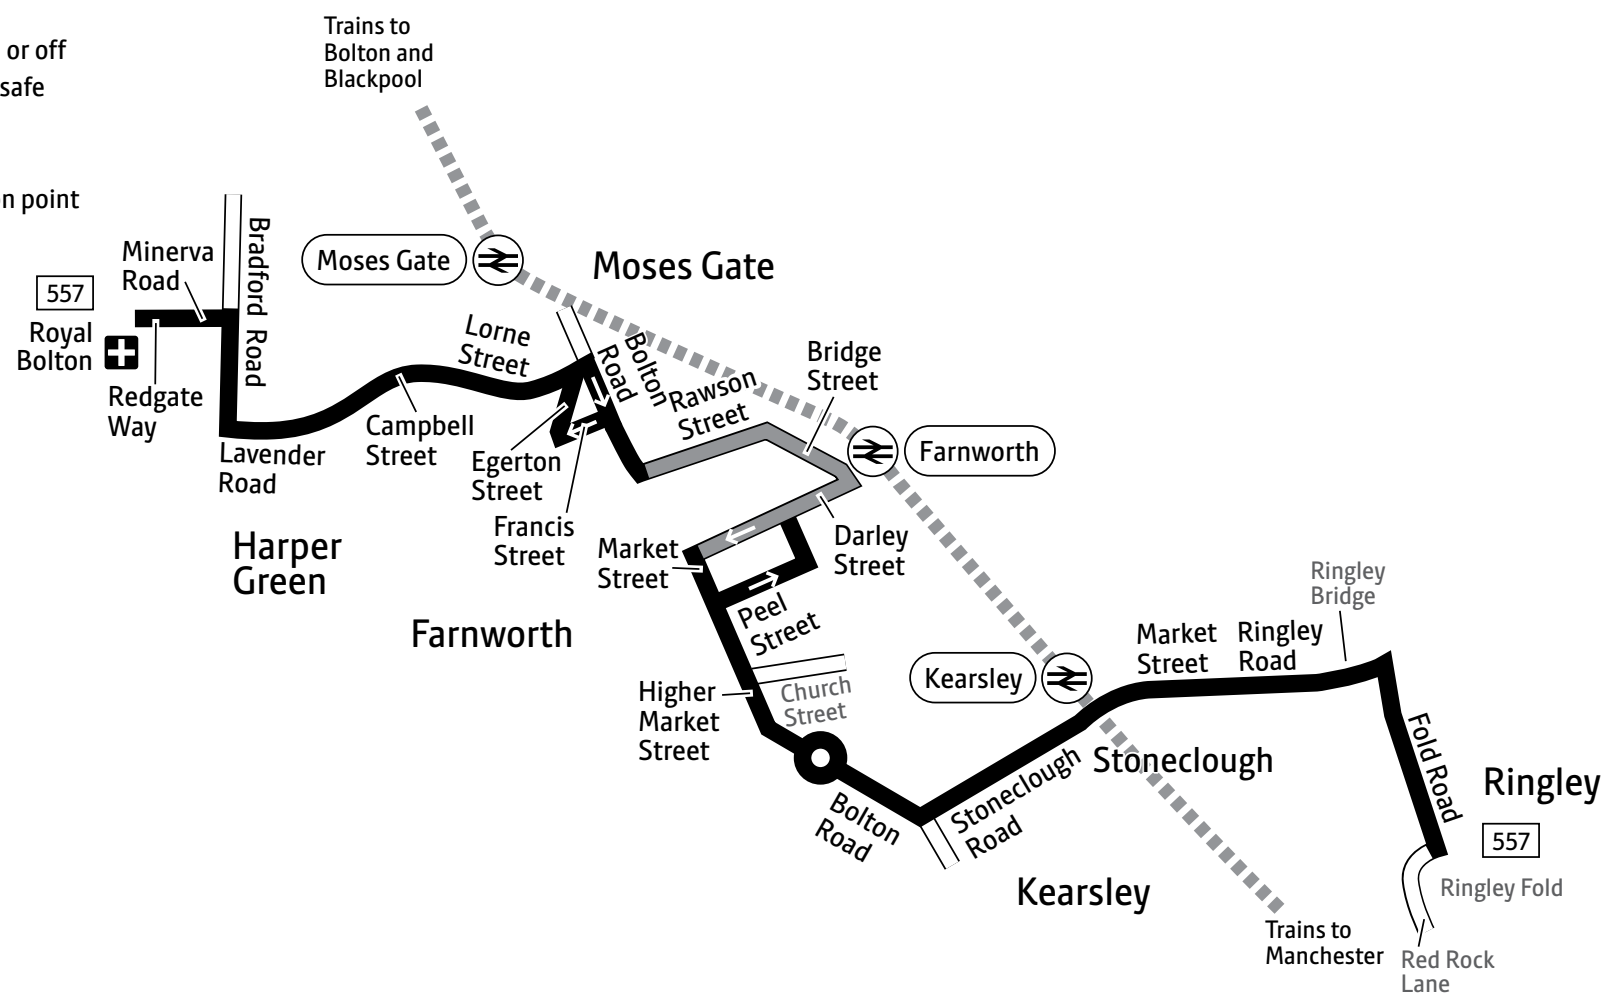 or off
safe
n point
Trains to
Bolton and
Blackpool
Minerva
Road
Bradford Road
Moses Gate
Moses Gate
557
Royal
Bolton
Redgate
Way
Lorne
Street
Bolton
Road
Rawson
Street
Bridge
Street
Campbell
Street
Lavender
Road
Egerton
Street
Francis
Street
Farnworth
Harper
Green
Market
Street
Darley
Street
Farnworth
Peel
Street
Ringley
Bridge
Market
Street
Ringley
Road
Kearsley
Church
Street
Higher
Market
Street
Bolton
Road
Stoneclough
Road
Stoneclough
Fold Road
Ringley
557
Kearsley
Ringley Fold
Trains to
Manchester
Red Rock
Lane